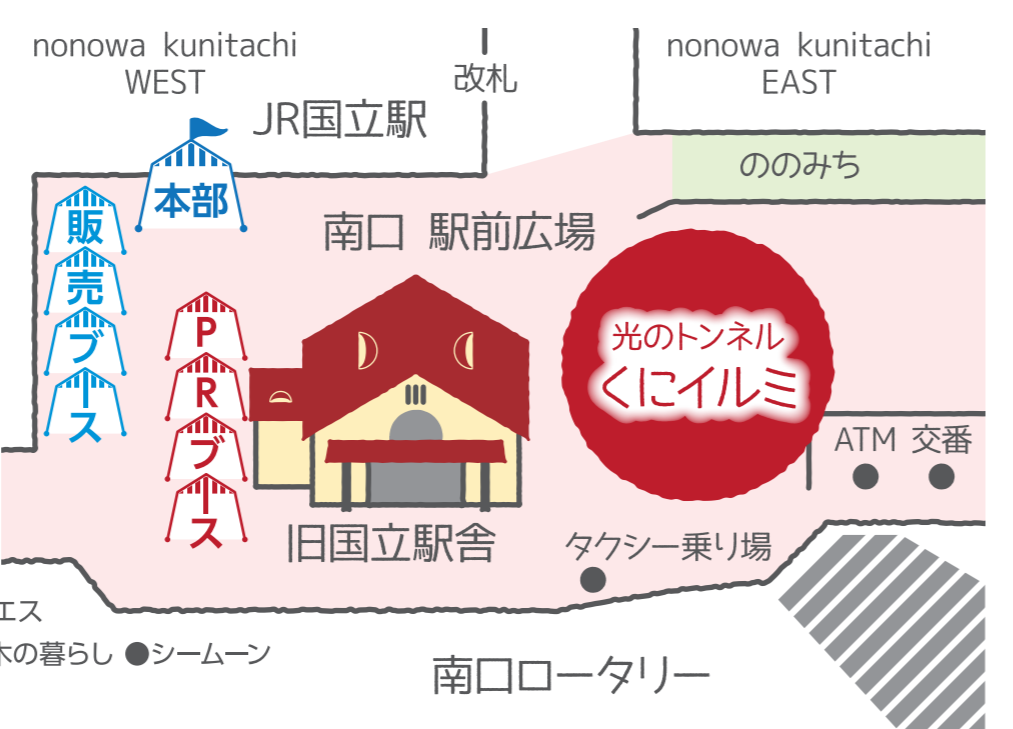 nonowa kunitachi
WEST
改札
nonowa kunitachi
EAST
JR国立駅
ののみち
本部
南口 駅前広場
販売ブース
PRブース
光のトンネル
くにイルミ
ATM 交番
旧国立駅舎
タクシー乗り場
エス
木の暮らし ●シームーン
南口ロータリー